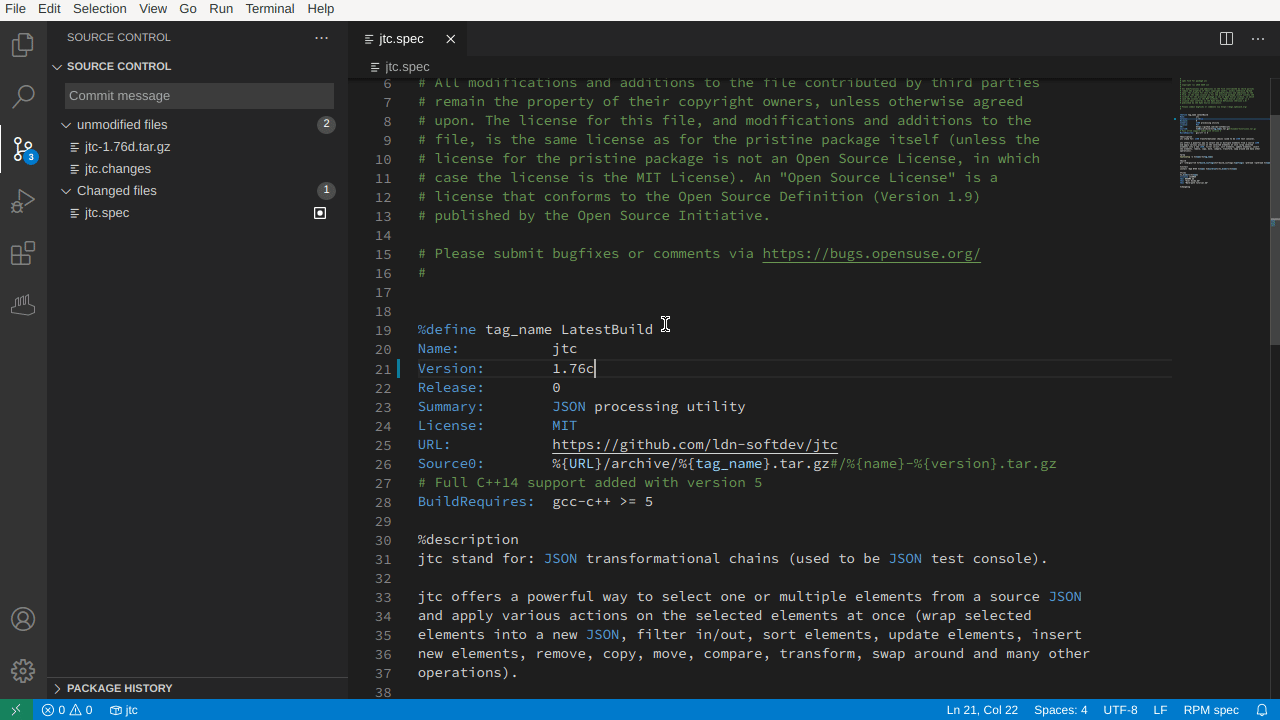 File Edit Selection View Go Run Terminal Help
SOURCE CONTROL
SOURCE CONTROL
Commit message
unmodified files 2
jtc-1.76d.tar.gz
jtc.changes
Changed files 1
jtc.spec
3
PACKAGE HISTORY
jtc.spec
jtc.spec
6 # All modifications and additions to the file contributed by third parties
7 # remain the property of their copyright owners, unless otherwise agreed
8 # upon. The license for this file, and modifications and additions to the
9 # file, is the same license as for the pristine package itself (unless the
10 # license for the pristine package is not an Open Source License, in which
11 # case the license is the MIT License). An "Open Source License" is a
12 # license that conforms to the Open Source Definition (Version 1.9)
13 # published by the Open Source Initiative.
14
15 # Please submit bugfixes or comments via https://bugs.opensuse.org/
16 #
17
18
19 %define tag_name LatestBuild
20 Name: jtc
21 Version: 1.76c
22 Release: 0
23 Summary: JSON processing utility
24 License: MIT
25 URL: https://github.com/ldn-softdev/jtc
26 Source0: %{URL}/archive/%{tag_name}.tar.gz#/%{name}-%{version}.tar.gz
27 # Full C++14 support added with version 5
28 BuildRequires: gcc-c++ >= 5
29
30 %description
31 jtc stand for: JSON transformational chains (used to be JSON test console).
32
33 jtc offers a powerful way to select one or multiple elements from a source JSON
34 and apply various actions on the selected elements at once (wrap selected
35 elements into a new JSON, filter in/out, sort elements, update elements, insert
36 new elements, remove, copy, move, compare, transform, swap around and many other
37 operations).
38
0 0 jtc Ln 21, Col 22 Spaces: 4 UTF-8 LF RPM spec